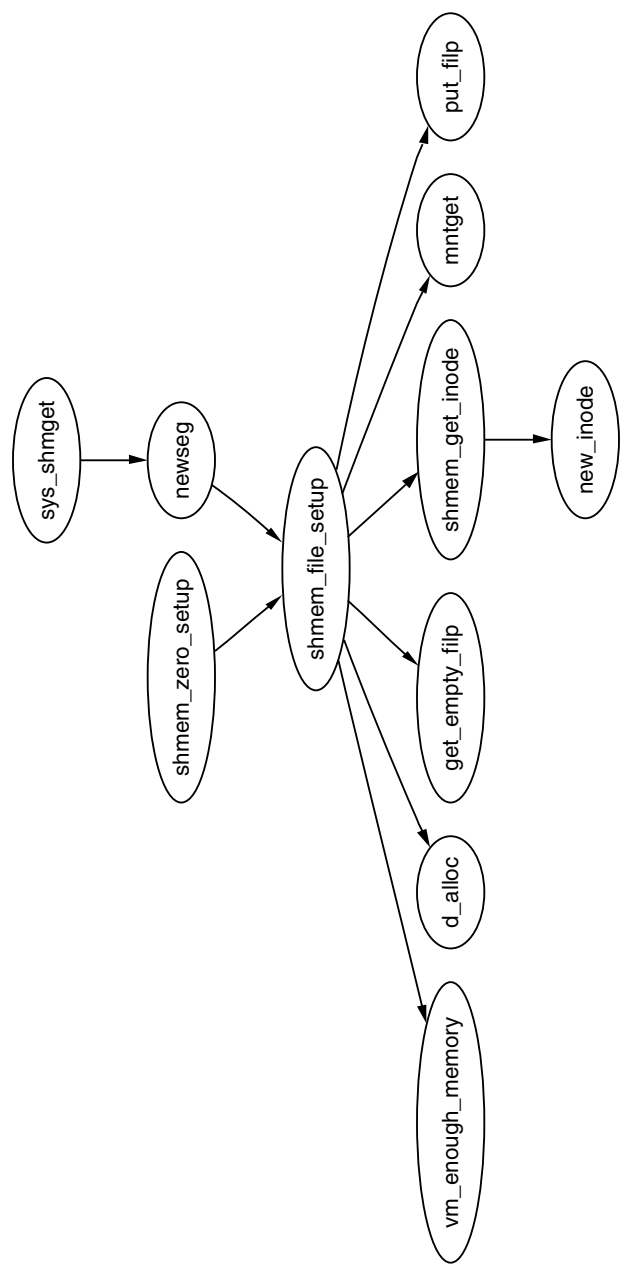 sys_shmget
shmem_zero_setup
newseg
shmem_file_setup
vm_enough_memory
d_alloc
get_empty_filp
shmem_get_inode
mntget
put_filp
new_inode